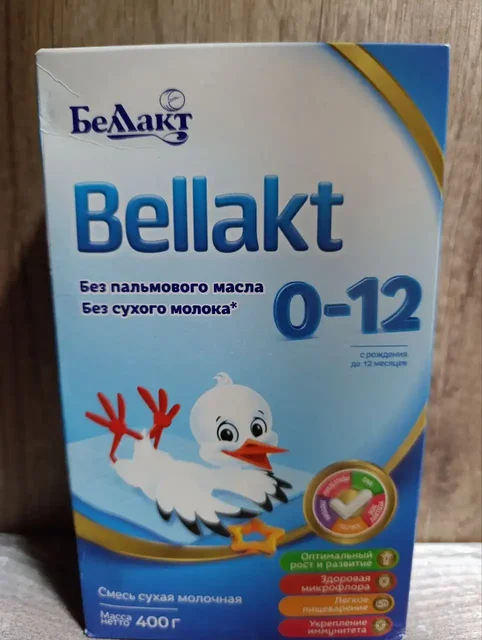 Беллакт
Bellakt
Без пальмового масла
Без сухого молока*
0-12
с рождения
до 12 месяцев
Оптимальный
рост и развитие
Здоровая
микрофлора
Легкое
пищеварение
Укрепление
иммунитета
Смесь сухая молочная
Масса
нетто 400 г